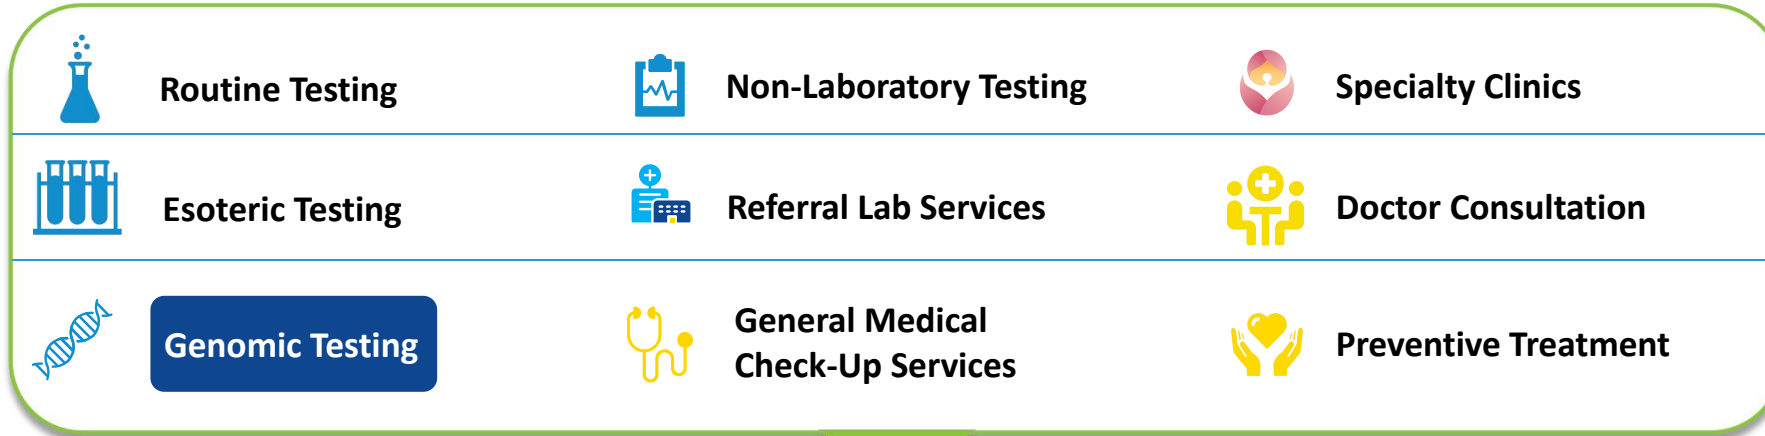 Routine Testing
Non-Laboratory Testing
Specialty Clinics
Esoteric Testing
Referral Lab Services
Doctor Consultation
Genomic Testing
General Medical
Check-Up Services
Preventive Treatment